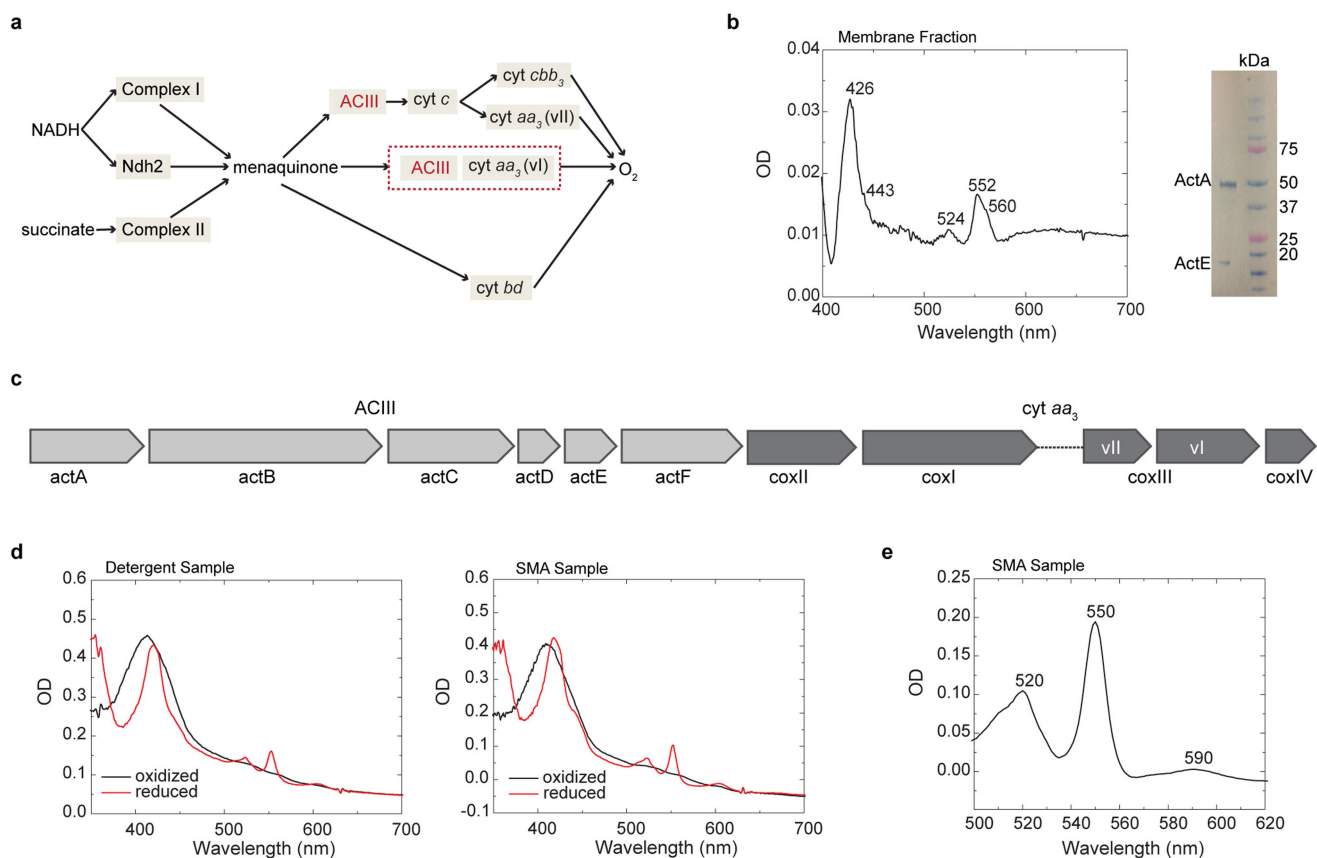 a
NADH
Complex I
Ndh2
succinate
Complex II
menaquinone
ACIII
cyt c
cyt cbb3
cyt aa3 (vII)
ACIII
cyt aa3 (vI)
cyt bd
O2
b
Membrane Fraction
OD
0.04
0.03
0.02
0.01
0.00
426
443
524
552
560
400
500
600
700
Wavelength (nm)
kDa
75
50
37
25
20
ActA
ActE
c
ACIII
cyt aa3
vII
vI
actA
actB
actC
actD
actE
actF
coxII
coxI
coxIII
coxIV
d
Detergent Sample
OD
0.6
0.5
0.4
0.3
0.2
0.1
0.0
oxidized
reduced
400
500
600
700
Wavelength (nm)
SMA Sample
OD
0.6
0.5
0.4
0.3
0.2
0.1
0.0
-0.1
oxidized
reduced
400
500
600
700
Wavelength (nm)
e
SMA Sample
OD
0.25
0.20
0.15
0.10
0.05
0.00
520
550
590
500
520
540
560
580
600
620
Wavelength (nm)